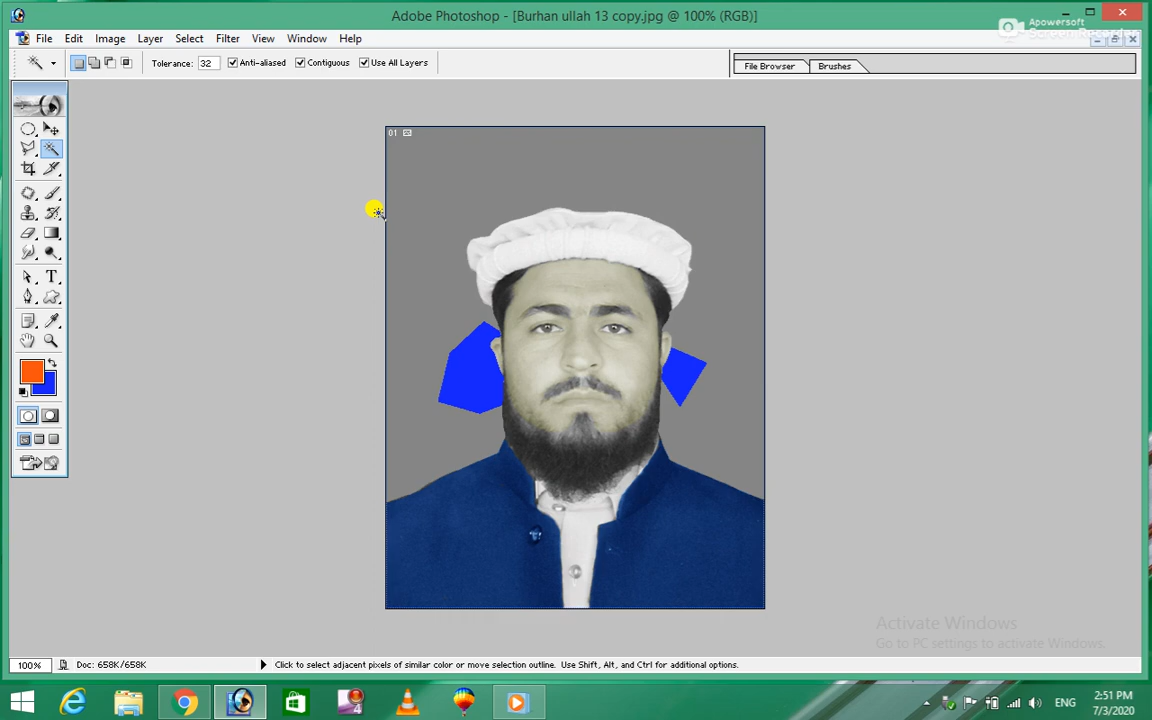 Adobe Photoshop - [Burhan ullah 13 copy.jpg @ 100% (RGB)]
Apowersoft
Screen Recorder
File Edit Image Layer Select Filter View Window Help
Tolerance: 32 Anti-aliased Contiguous Use All Layers
File Browser Brushes
01
T
Activate Windows
Go to PC settings to activate Windows.
100% Doc: 658K/658K Click to select adjacent pixels of similar color or move selection outline. Use Shift, Alt, and Ctrl for additional options.
4
ENG
2:51 PM
7/3/2020